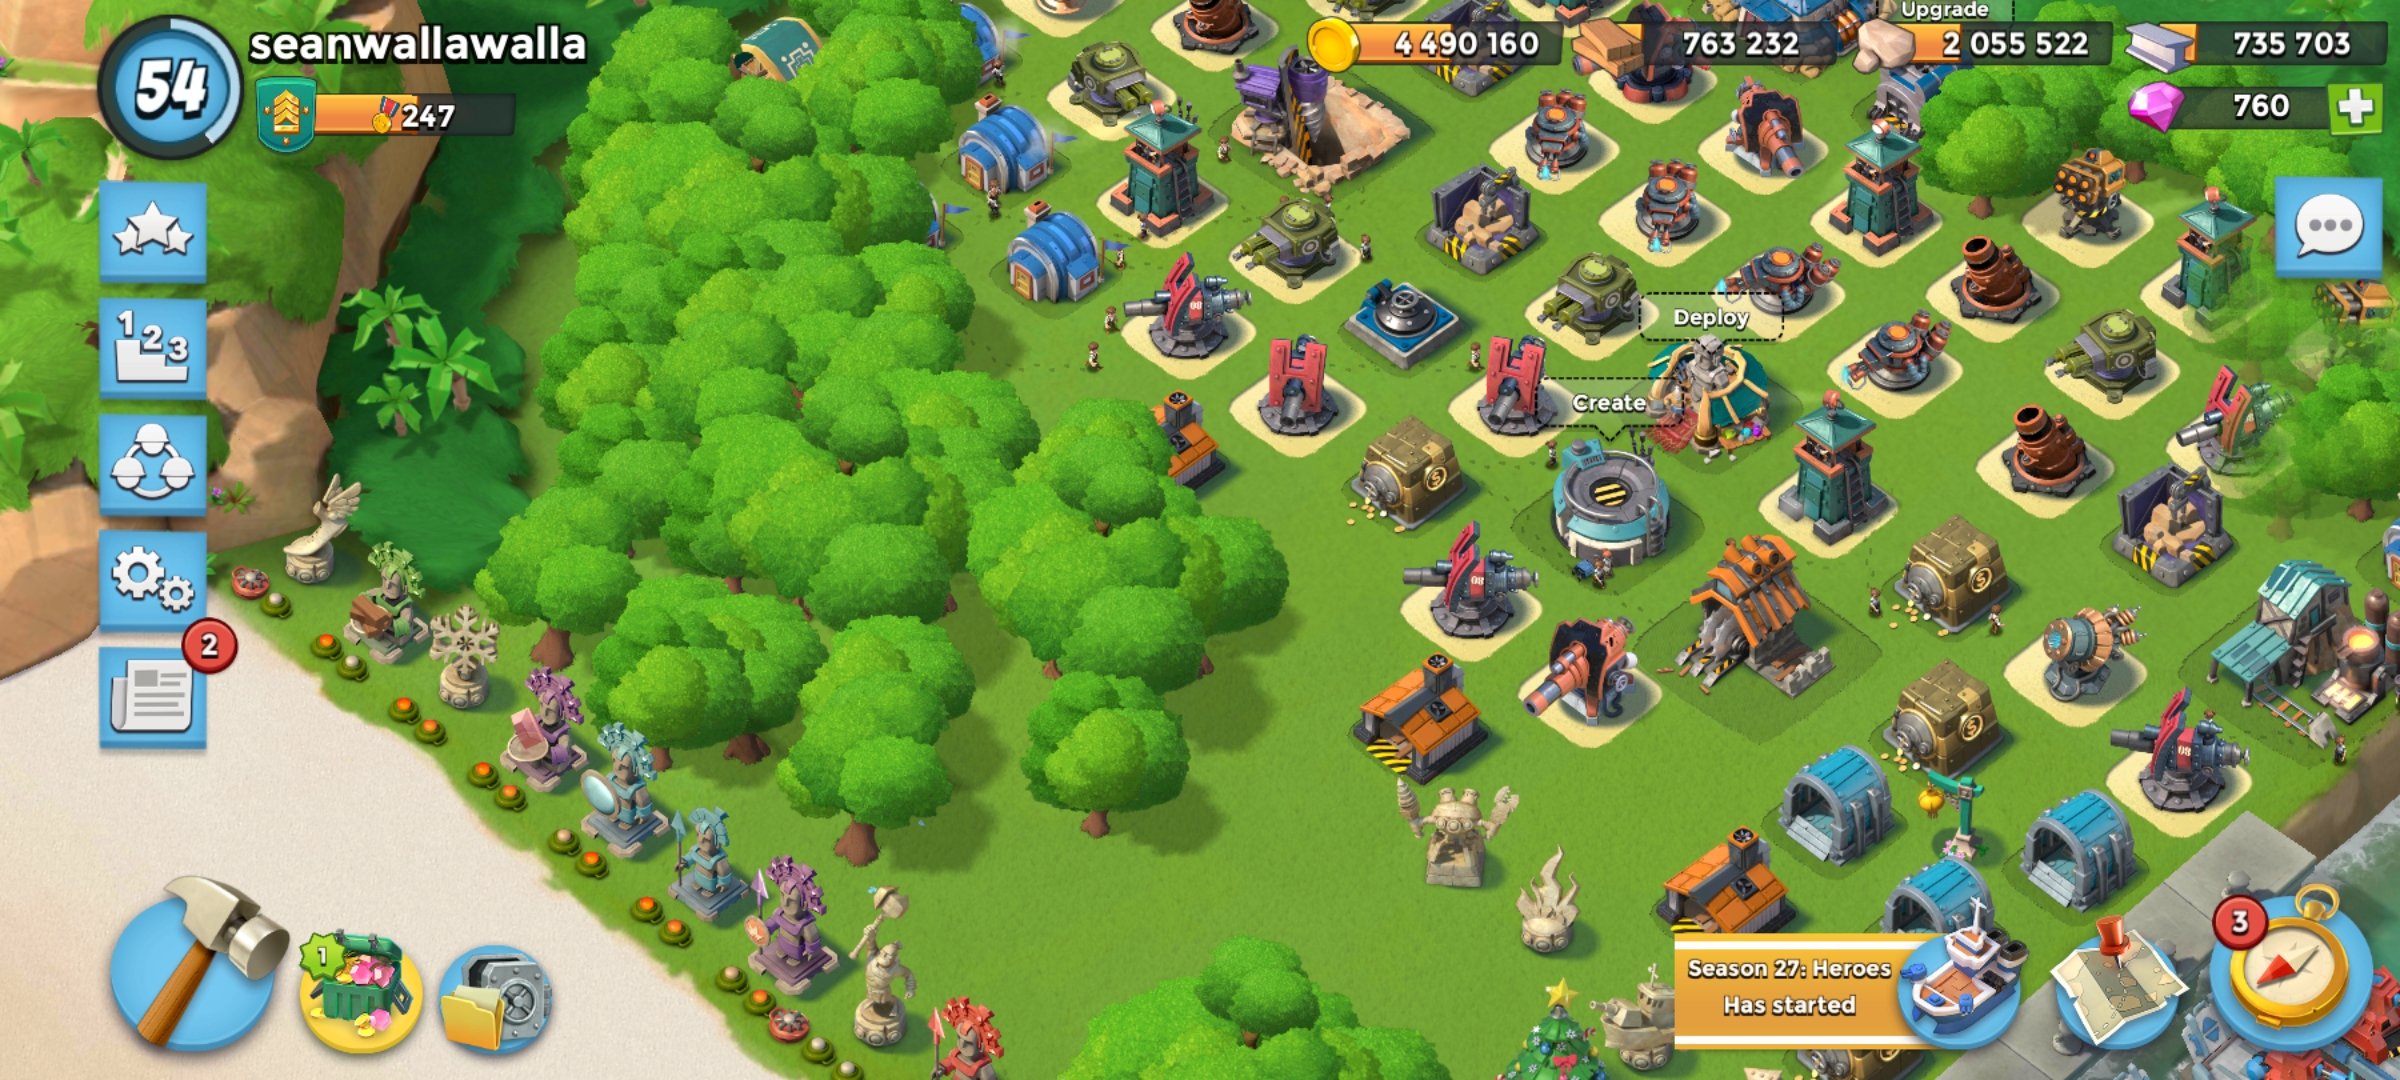 Upgrade
54
seanwallawalla
247
4 490 160
763 232
2 055 522
735 703
760
123
Deploy
Create
2
1
3
Season 27: Heroes
Has started